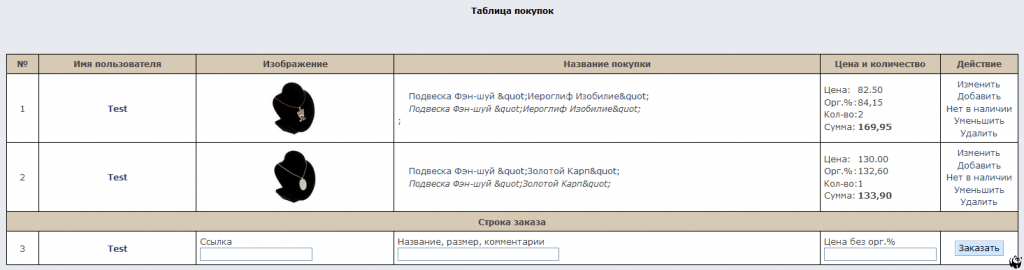 Таблица покупок
№ Имя пользователя Изображение Название покупки Цена и количество Действие
1 Test
Подвеска Фэн-шуй &quot;Иероглиф Изобилие&quot;
Подвеска Фэн-шуй &quot;Иероглиф Изобилие&quot;
;
Цена: 82.50
Орг.%:84,15
Кол-во:2
Сумма: 169,95
Изменить
Добавить
Нет в наличии
Уменьшить
Удалить
2 Test
Подвеска Фэн-шуй &quot;Золотой Карп&quot;
Подвеска Фэн-шуй &quot;Золотой Карп&quot;
Цена: 130.00
Орг.%:132,60
Кол-во:1
Сумма: 133,90
Изменить
Добавить
Нет в наличии
Уменьшить
Удалить
Строка заказа
3 Test
Ссылка
Название, размер, комментарии
Цена без орг.%
Заказать